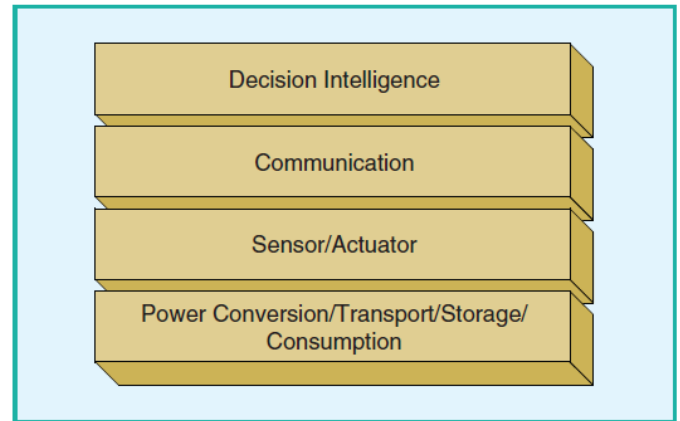 Decision Intelligence
Communication
Sensor/Actuator
Power Conversion/Transport/Storage/
Consumption